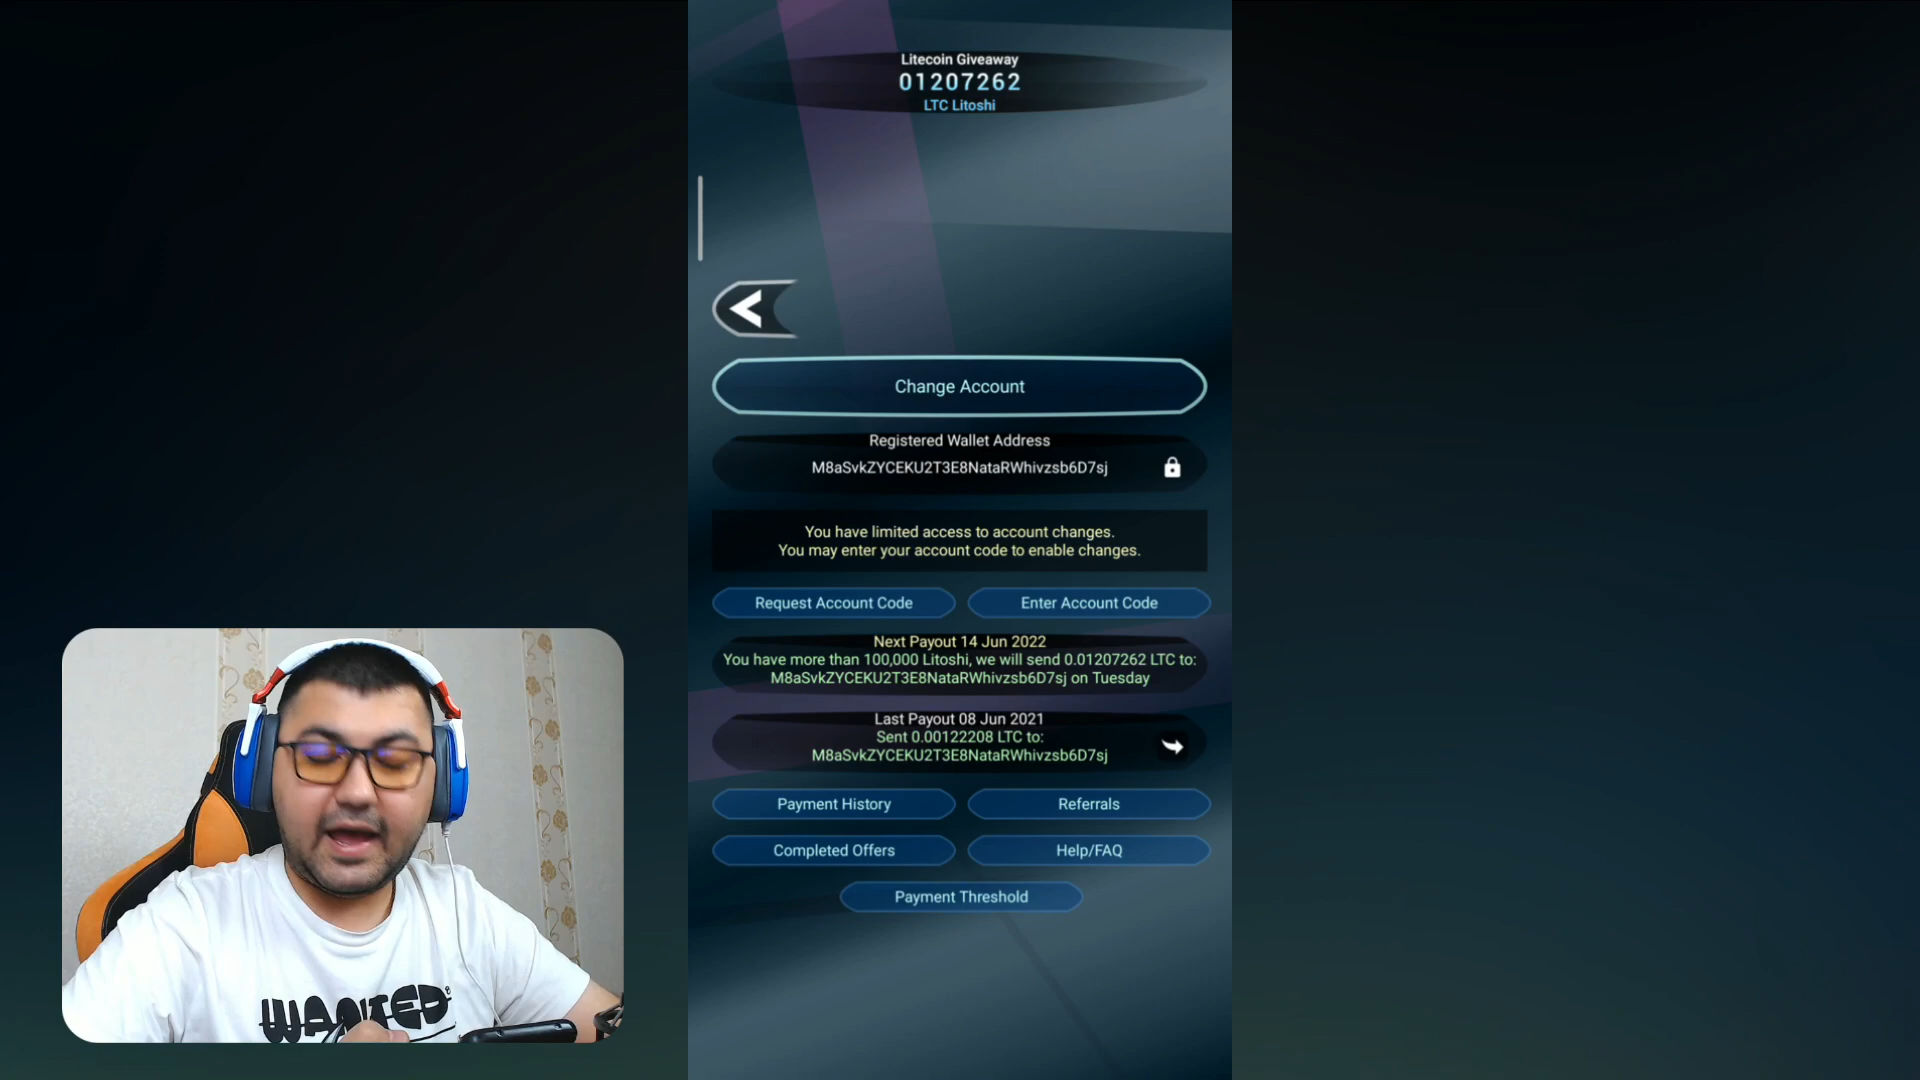 Litecoin Giveaway
01207262
LTC Litoshi
Change Account
Registered Wallet Address
M8aSvkZYCEKU2T3E8NataRWhivzsb6D7sj
You have limited access to account changes.
You may enter your account code to enable changes.
Request Account Code
Enter Account Code
Next Payout 14 Jun 2022
You have more than 100,000 Litoshi, we will send 0.01207262 LTC to:
M8aSvkZYCEKU2T3E8NataRWhivzsb6D7sj on Tuesday
Last Payout 08 Jun 2021
Sent 0.00122208 LTC to:
M8aSvkZYCEKU2T3E8NataRWhivzsb6D7sj
Payment History
Referrals
Completed Offers
Help/FAQ
Payment Threshold
WANTED